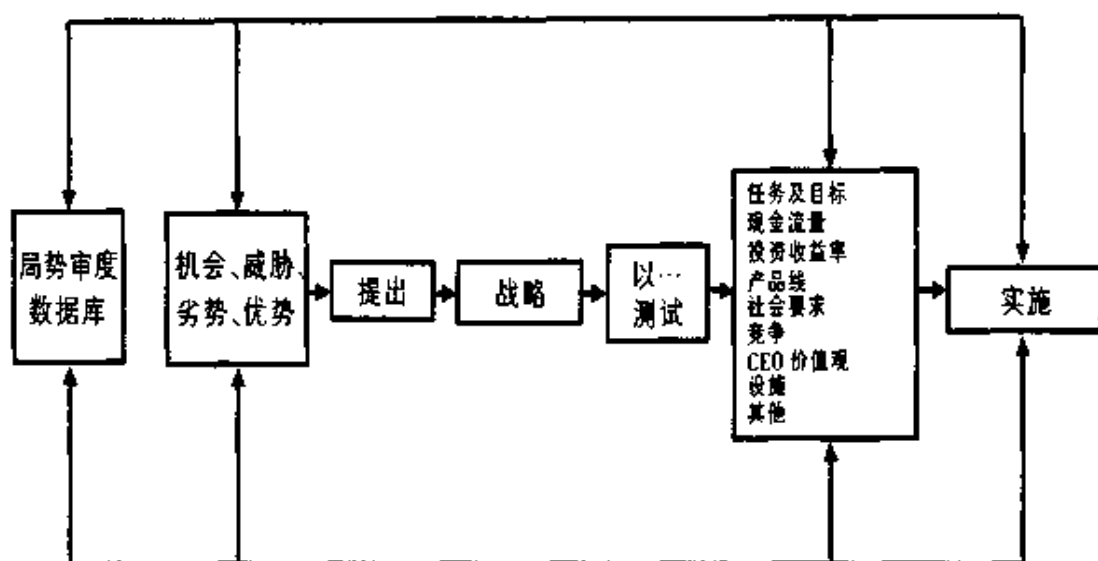 局势审度
数据库
机会、威胁、
劣势、优势
提出
战略
以…
测试
任务及目标
现金流量
投资收益率
产品线
社会要求
竞争
CEO 价值观
设施
其他
实施